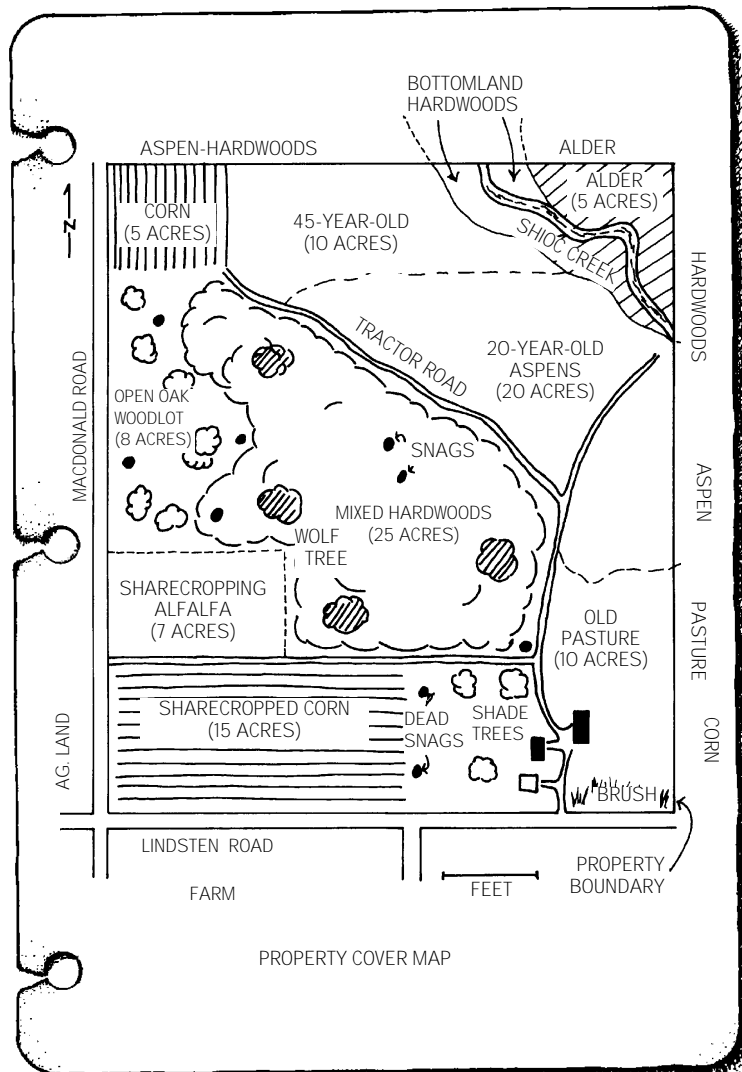 BOTTOMLAND
HARDWOODS
ASPEN-HARDWOODS
ALDER
N
CORN
(5 ACRES)
45-YEAR-OLD
(10 ACRES)
ALDER
(5 ACRES)
SHIOC CREEK
HARDWOODS
TRACTOR ROAD
20-YEAR-OLD
ASPENS
(20 ACRES)
MACDONALD ROAD
OPEN OAK
WOODLOT
(8 ACRES)
SNAGS
ASPEN
MIXED HARDWOODS
(25 ACRES)
WOLF
TREE
SHARECROPPING
ALFALFA
(7 ACRES)
OLD
PASTURE
(10 ACRES)
PASTURE
SHARECROPPED CORN
(15 ACRES)
DEAD
SNAGS
SHADE
TREES
CORN
AG. LAND
BRUSH
LINDSTEN ROAD
FEET
PROPERTY
BOUNDARY
FARM
PROPERTY COVER MAP